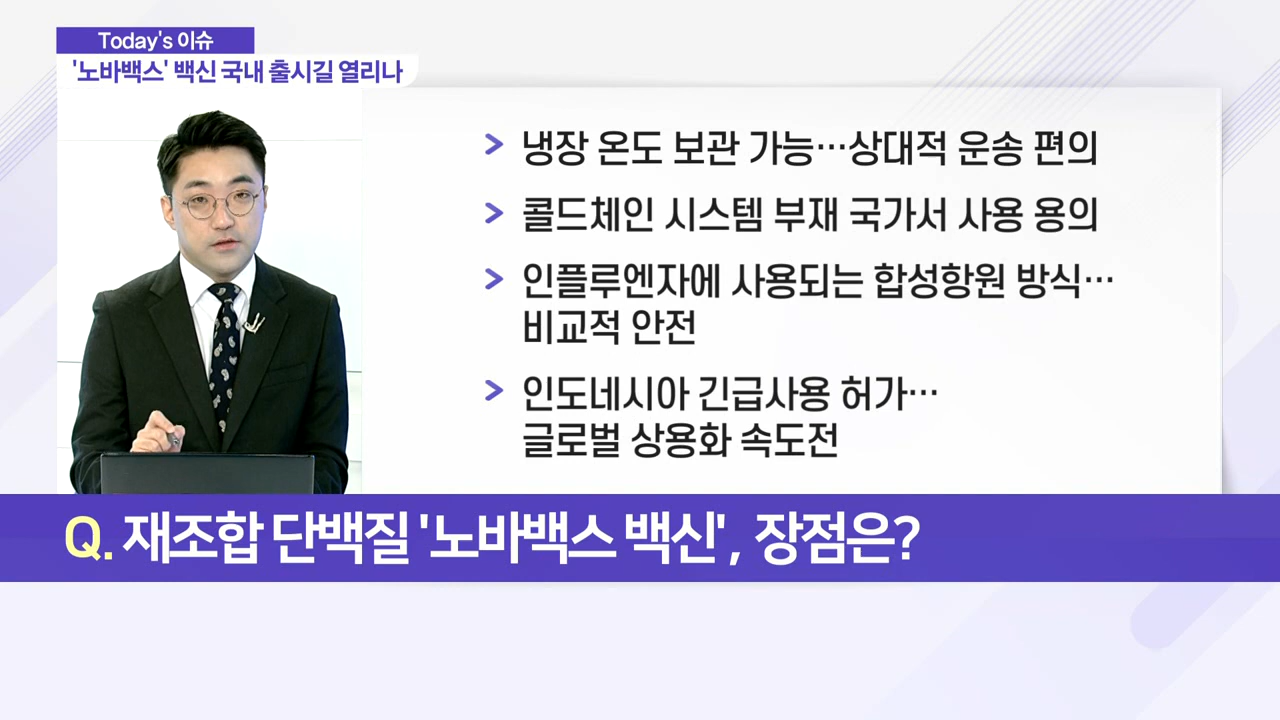 Today's 이슈
'노바백스' 백신 국내 출시길 열리나
> 냉장 온도 보관 가능…상대적 운송 편의
> 콜드체인 시스템 부재 국가서 사용 용의
> 인플루엔자에 사용되는 합성항원 방식…
비교적 안전
> 인도네시아 긴급사용 허가…
글로벌 상용화 속도전
Q. 재조합 단백질 '노바백스 백신', 장점은?